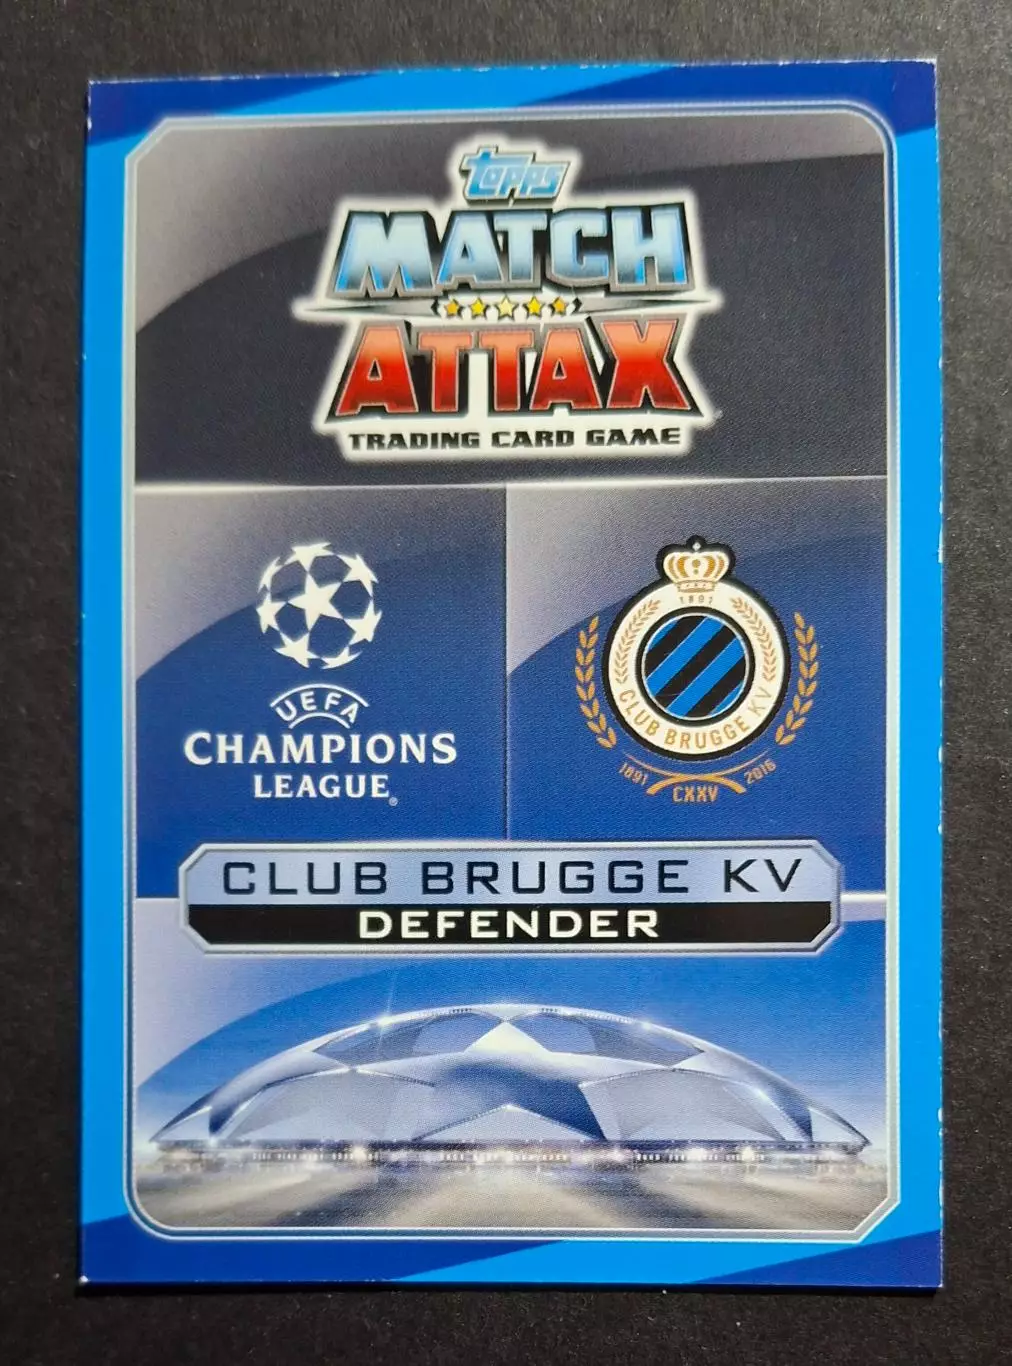 Topps
MATCH
ATTAX
TRADING CARD GAME
UEFA
CHAMPIONS
LEAGUE®
1891
CLUB BRUGGE KV
1891 CXXV 2016
CLUB BRUGGE KV
DEFENDER